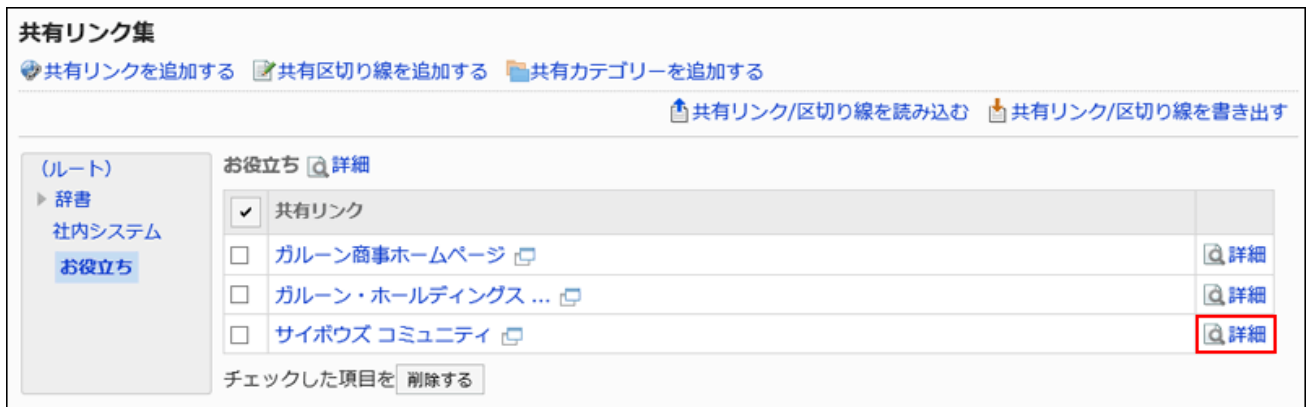 共有リンク集
共有リンクを追加する 共有区切り線を追加する 共有カテゴリーを追加する
共有リンク/区切り線を読み込む 共有リンク/区切り線を書き出す
(ルート)
辞書
社内システム
お役立ち
お役立ち 詳細
共有リンク
ガルーン商事ホームページ 詳細
ガルーン・ホールディングス ... 詳細
サイボウズ コミュニティ 詳細
チェックした項目を 削除する